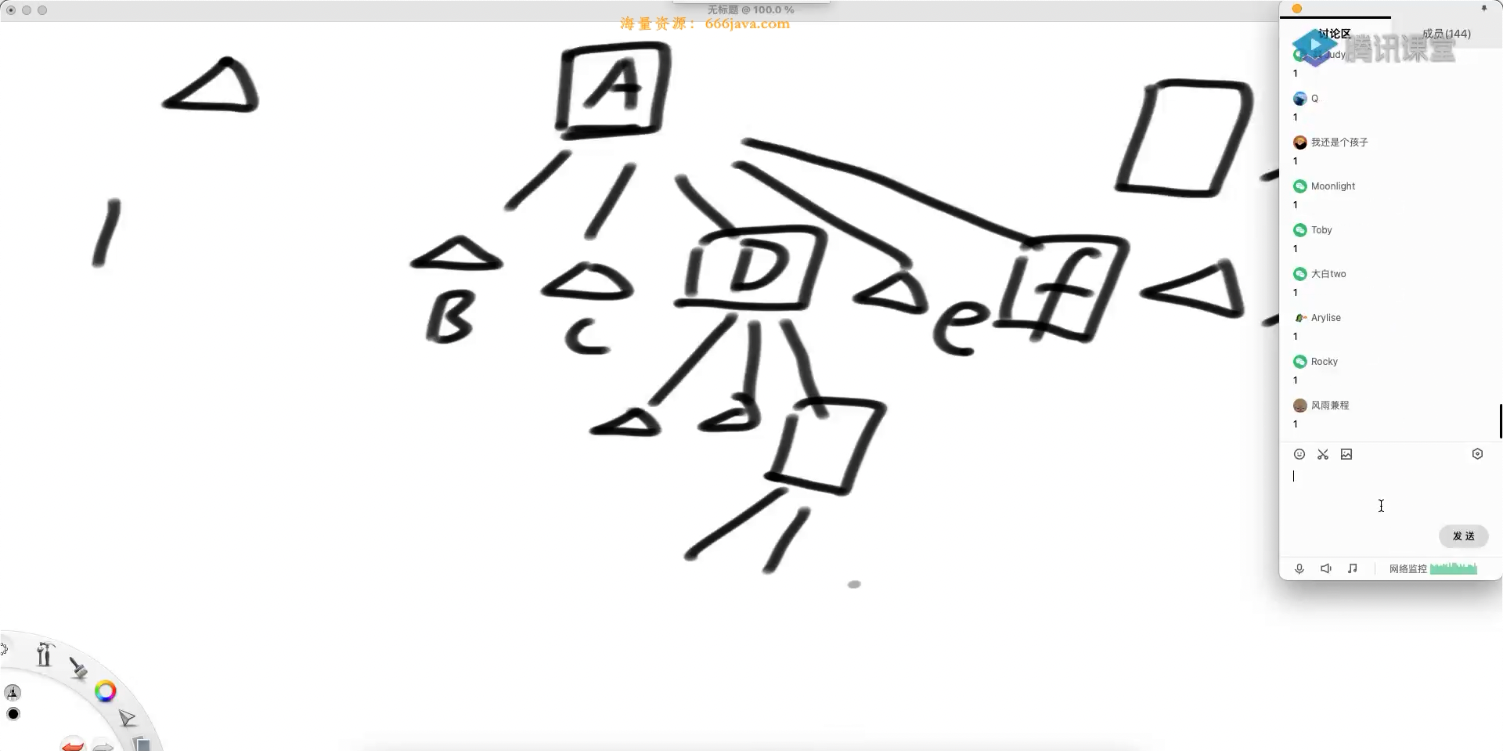 无标题 @ 100.0 %
海量资源：666java.com
讨论区
成员(144)
腾讯课堂
udy
1
Q
1
我还是个孩子
1
Moonlight
1
Toby
1
大白two
1
Arylise
1
Rocky
1
风雨兼程
1
发送
网络监控
A
B
C
D
e
f